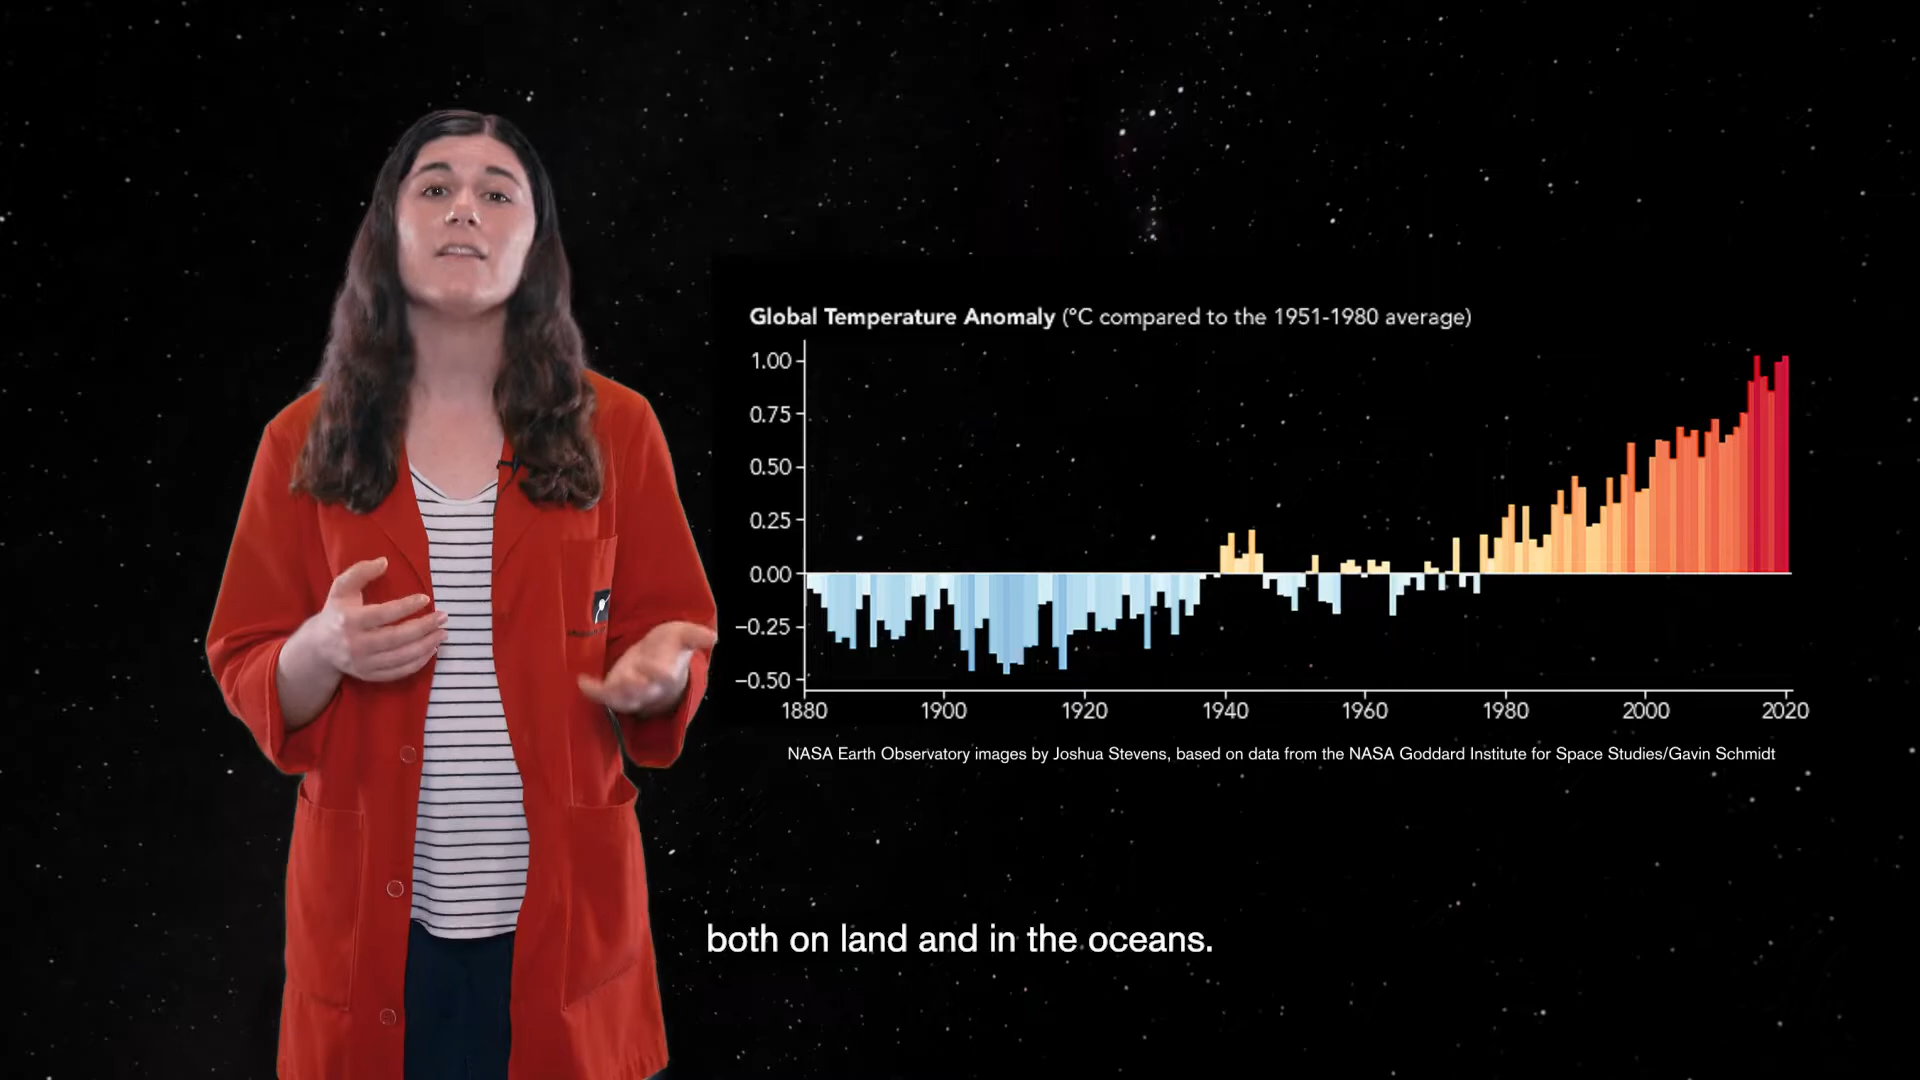 Global Temperature Anomaly (°C compared to the 1951-1980 average)
1.00
0.75
0.50
0.25
0.00
−0.25
−0.50
1880 1900 1920 1940 1960 1980 2000 2020
NASA Earth Observatory images by Joshua Stevens, based on data from the NASA Goddard Institute for Space Studies/Gavin Schmidt
both on land and in the oceans.